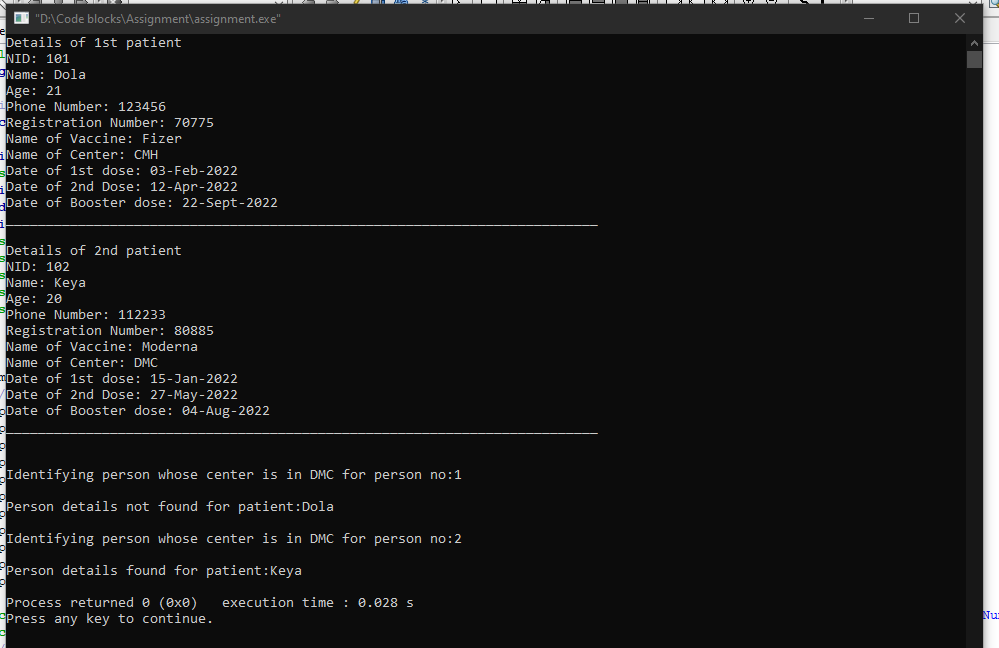 "D:\Code blocks\Assignment\assignment.exe"
Details of 1st patient
NID: 101
Name: Dola
Age: 21
Phone Number: 123456
Registration Number: 70775
Name of Vaccine: Fizer
Name of Center: CMH
Date of 1st dose: 03-Feb-2022
Date of 2nd Dose: 12-Apr-2022
Date of Booster dose: 22-Sept-2022
Details of 2nd patient
NID: 102
Name: Keya
Age: 20
Phone Number: 112233
Registration Number: 80885
Name of Vaccine: Moderna
Name of Center: DMC
Date of 1st dose: 15-Jan-2022
Date of 2nd Dose: 27-May-2022
Date of Booster dose: 04-Aug-2022
Identifying person whose center is in DMC for person no:1
Person details not found for patient:Dola
Identifying person whose center is in DMC for person no:2
Person details found for patient:Keya
Process returned 0 (0x0)   execution time : 0.028 s
Press any key to continue.